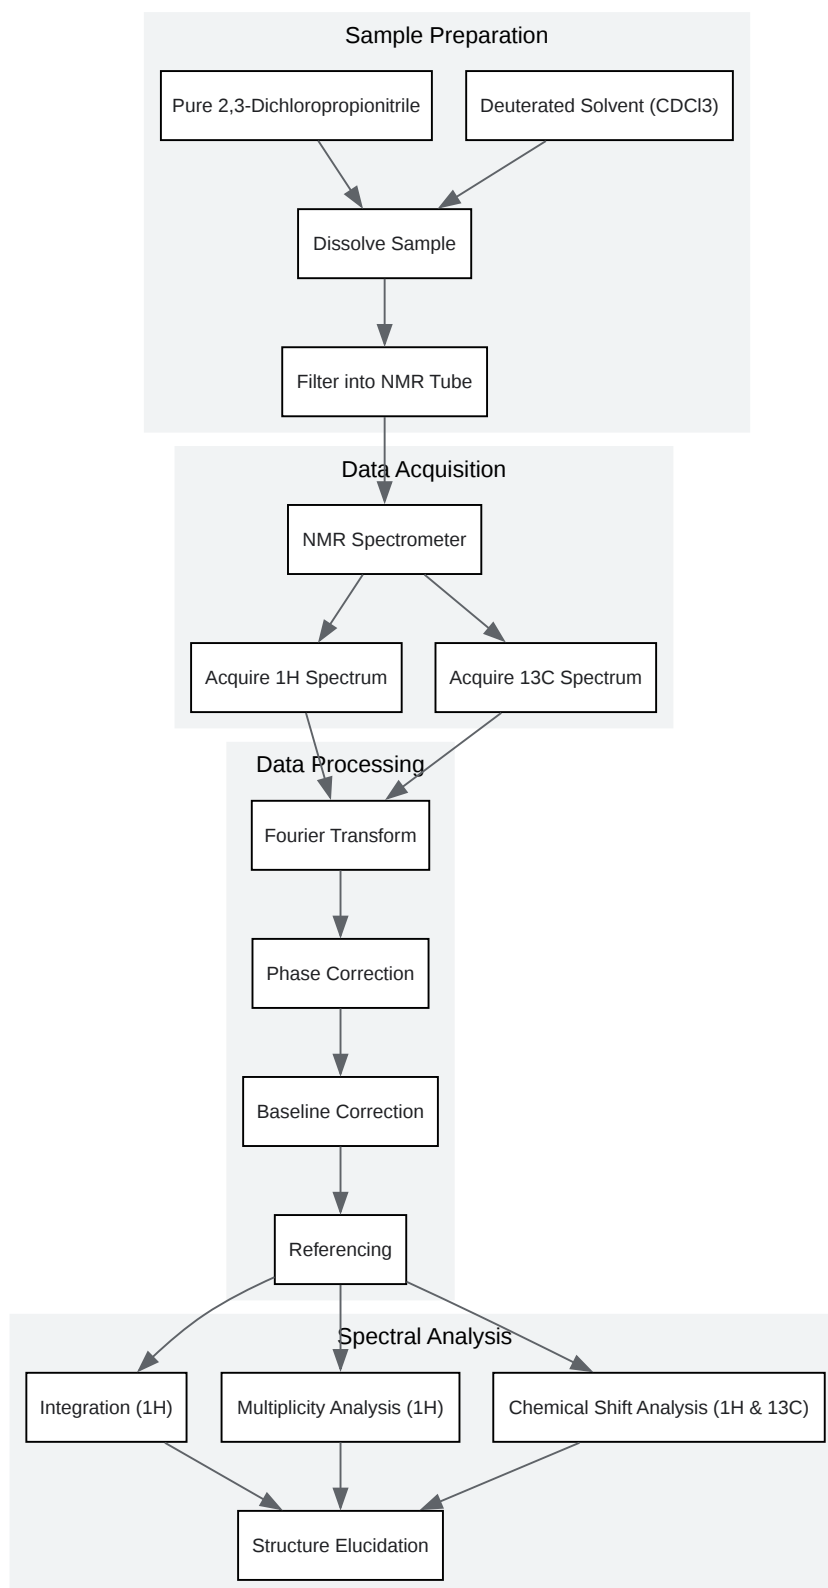 Sample Preparation
Pure 2,3-Dichloropropionitrile
Deuterated Solvent (CDCl3)
Dissolve Sample
Filter into NMR Tube
Data Acquisition
NMR Spectrometer
Acquire 1H Spectrum
Acquire 13C Spectrum
Data Processing
Fourier Transform
Phase Correction
Baseline Correction
Referencing
Spectral Analysis
Integration (1H)
Multiplicity Analysis (1H)
Chemical Shift Analysis (1H & 13C)
Structure Elucidation